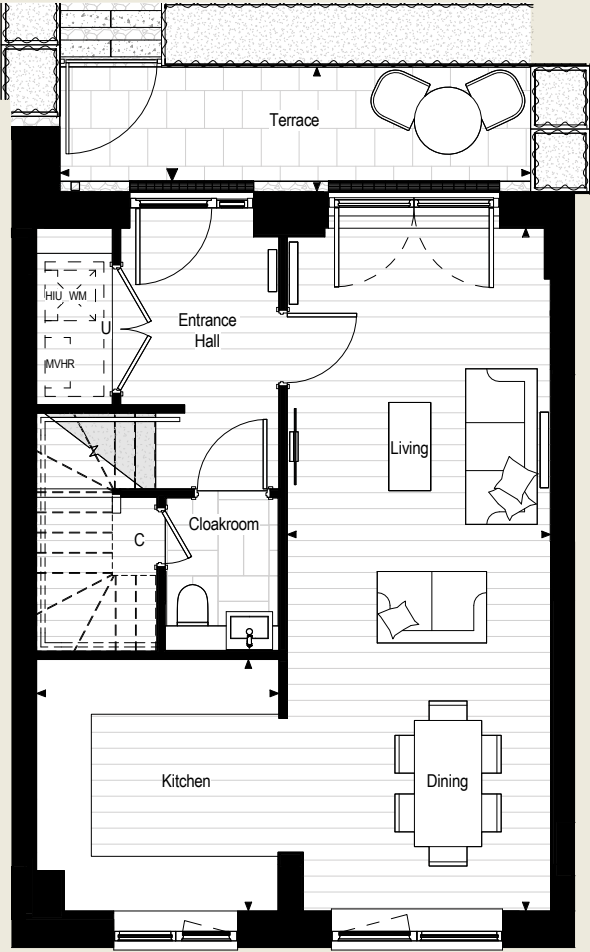 Terrace
HIU WM
U
Entrance
Hall
MVHR
Living
C
Cloakroom
Kitchen
Dining